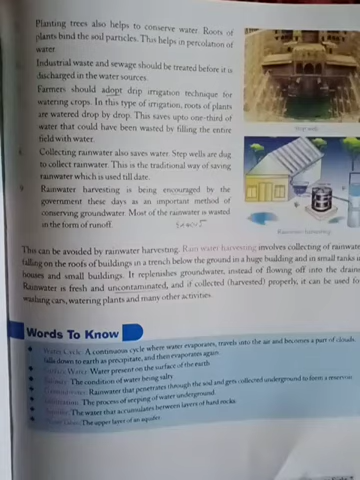 Planting trees also helps to conserve water. Roots of
plants bind the soil particles. This helps in percolation of
water.
Industrial waste and sewage should be treated before it is
discharged in the water sources.
Farmers should adopt drip irrigation technique for
watering crops. In this type of irrigation, roots of plants
are watered drop by drop. This saves upto one-third of
water that could have been wasted by filling the entire
field with water.
Collecting rainwater also saves water. Step wells are dug
to collect rainwater. This is the traditional way of saving
rainwater which is used till date.
Rainwater harvesting is being encouraged by the
government these days as an important method of
conserving groundwater. Most of the rainwater is wasted
in the form of runoff.
Step well
Rainwater harvesting
This can be avoided by rainwater harvesting. Rain water harvesting involves collecting of rainwate
falling on the roofs of buildings in a trench below the ground in a huge building and in small tanks i
houses and small buildings. It replenishes groundwater, instead of flowing off into the drain
Rainwater is fresh and uncontaminated, and if collected (harvested) properly, it can be used fo
washing cars, watering plants and many other activities.
Words To Know
Water Cycle: A continuous cycle where water evaporates, travels into the air and becomes a part of clouds,
falls down to earth as precipitate, and then evaporates again.
Surface Water: Water present on the surface of the earth
The condition of water being salty.
Groundwater: Rainwater that penetrates through the soil and gets collected underground to form a reservoir.
Infiltration: The process of seeping of water underground.
Aquifer: The water that accumulates between layers of hard rocks.
Water Table: The upper layer of an aquifer.